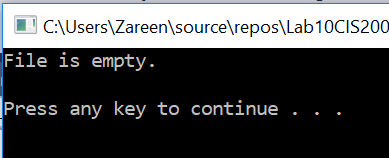 C:\Users\Zareen\source\repos\Lab10CIS200
File is empty.
Press any key to continue . . .